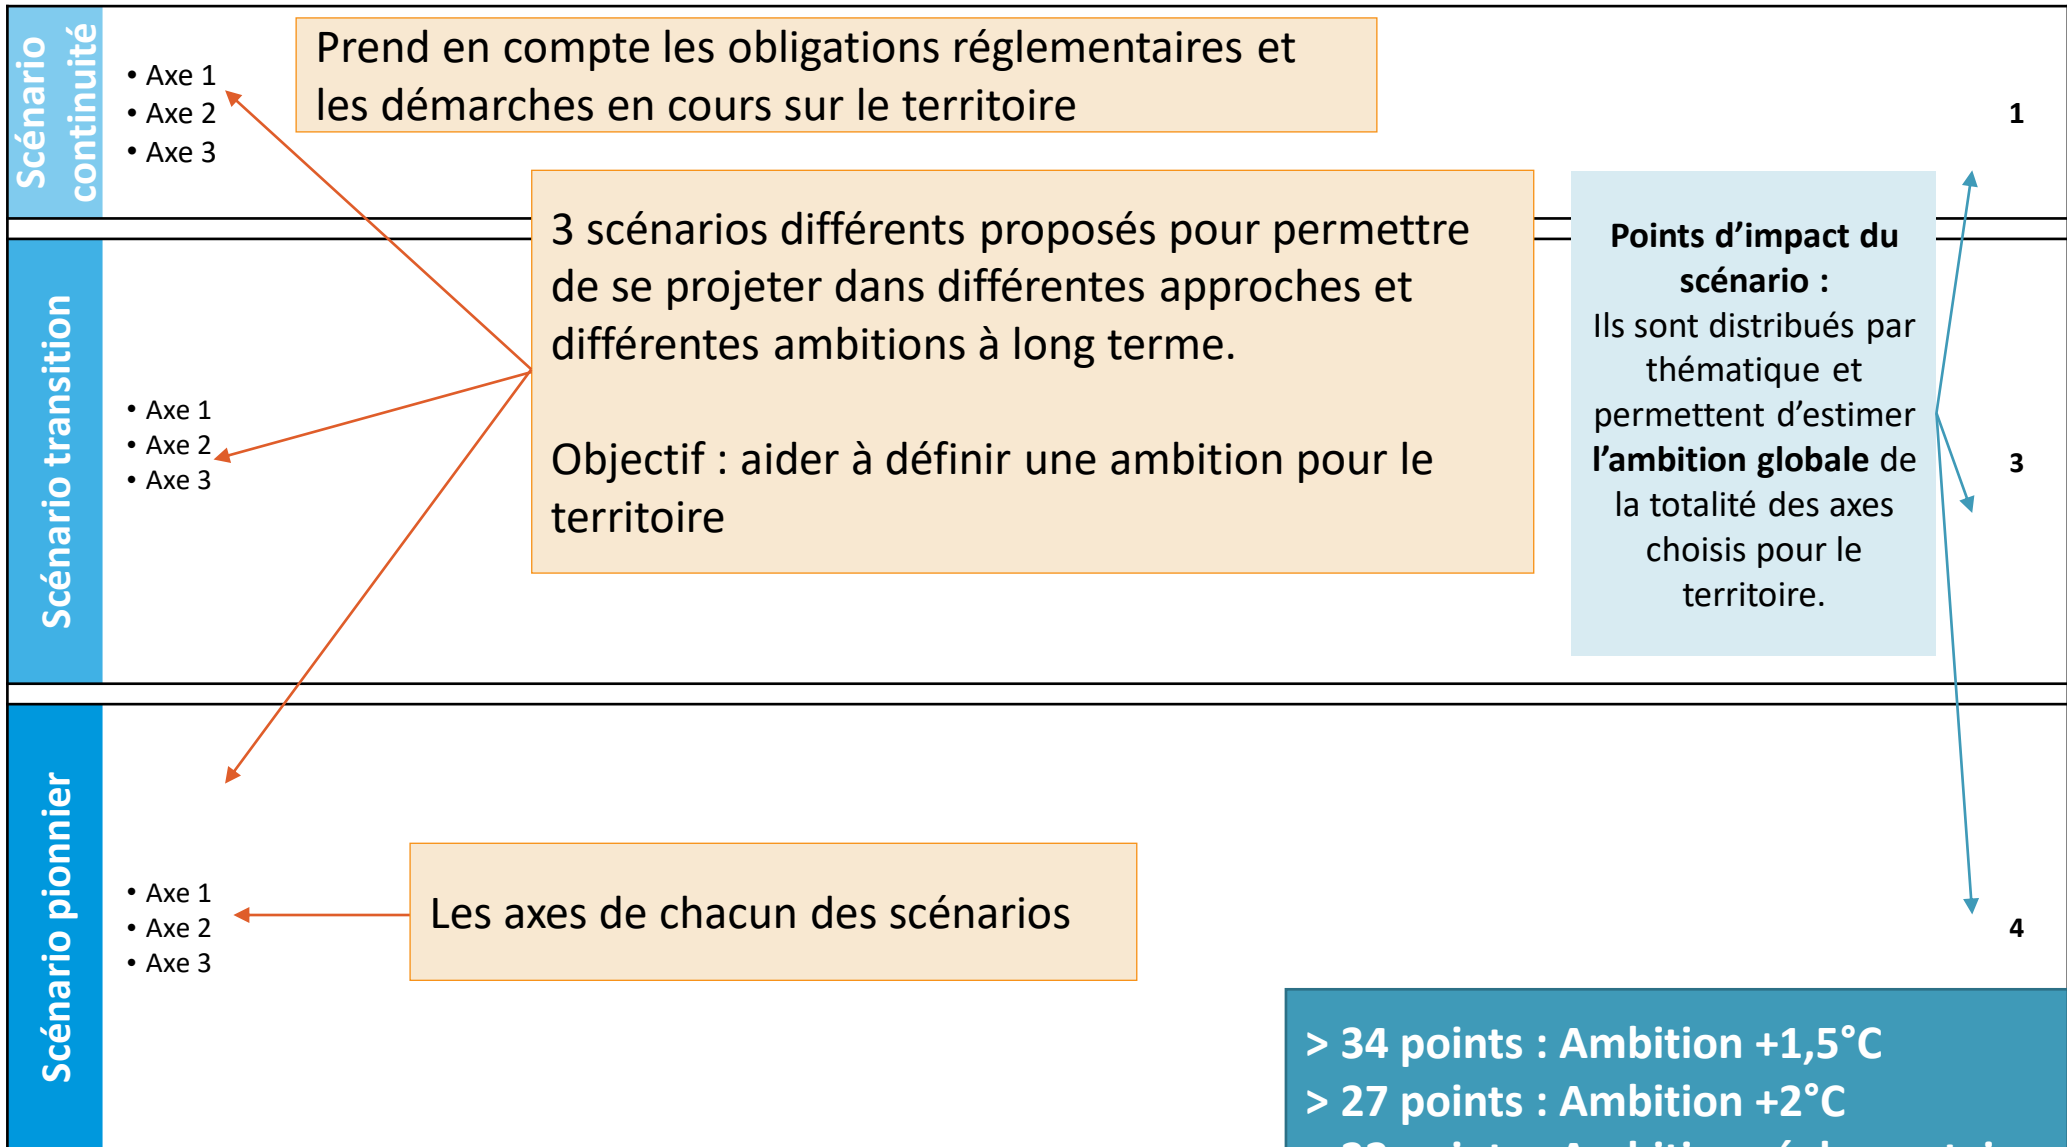 Scénario
continuité
• Axe 1
• Axe 2
• Axe 3
Prend en compte les obligations réglementaires et
les démarches en cours sur le territoire
1
3 scénarios différents proposés pour permettre
de se projeter dans différentes approches et
différentes ambitions à long terme.
Objectif : aider à définir une ambition pour le
territoire
Points d’impact du
scénario :
Ils sont distribués par
thématique et
permettent d’estimer
l’ambition globale de
la totalité des axes
choisis pour le
territoire.
Scénario transition
• Axe 1
• Axe 2
• Axe 3
3
Scénario pionnier
• Axe 1
• Axe 2
• Axe 3
Les axes de chacun des scénarios
4
> 34 points : Ambition +1,5°C
> 27 points : Ambition +2°C